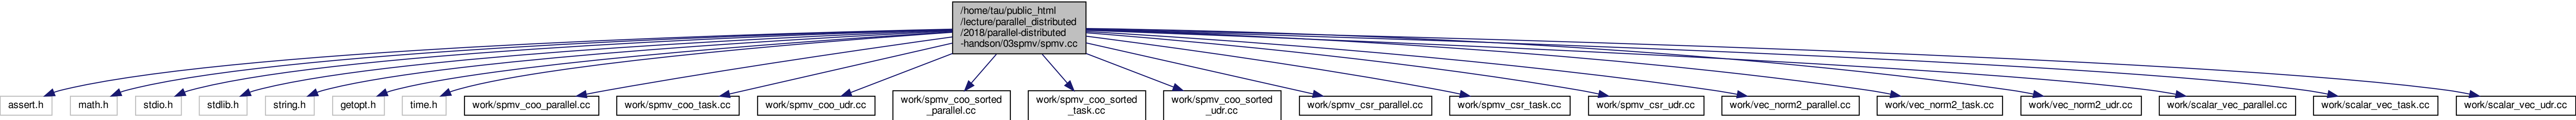 /home/tau/public_html
/lecture/parallel_distributed
/2018/parallel-distributed
-handson/03spmv/spmv.cc
assert.h
math.h
stdio.h
stdlib.h
string.h
getopt.h
time.h
work/spmv_coo_parallel.cc
work/spmv_coo_task.cc
work/spmv_coo_udr.cc
work/spmv_coo_sorted
_parallel.cc
work/spmv_coo_sorted
_task.cc
work/spmv_coo_sorted
_udr.cc
work/spmv_csr_parallel.cc
work/spmv_csr_task.cc
work/spmv_csr_udr.cc
work/vec_norm2_parallel.cc
work/vec_norm2_task.cc
work/vec_norm2_udr.cc
work/scalar_vec_parallel.cc
work/scalar_vec_task.cc
work/scalar_vec_udr.cc